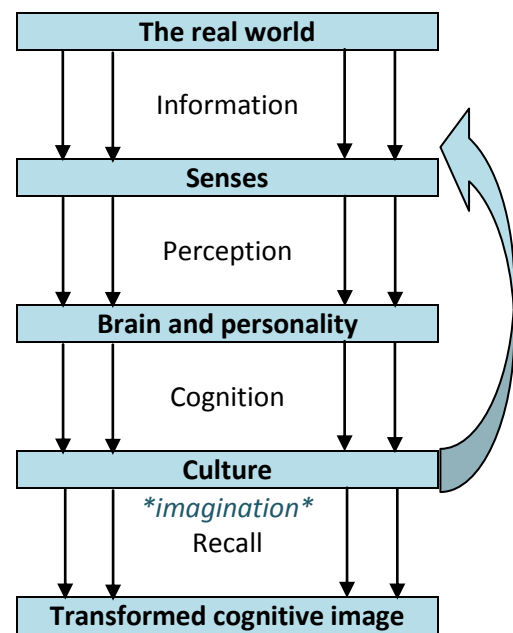 The real world
Information
Senses
Perception
Brain and personality
Cognition
Culture
*imagination*
Recall
Transformed cognitive image